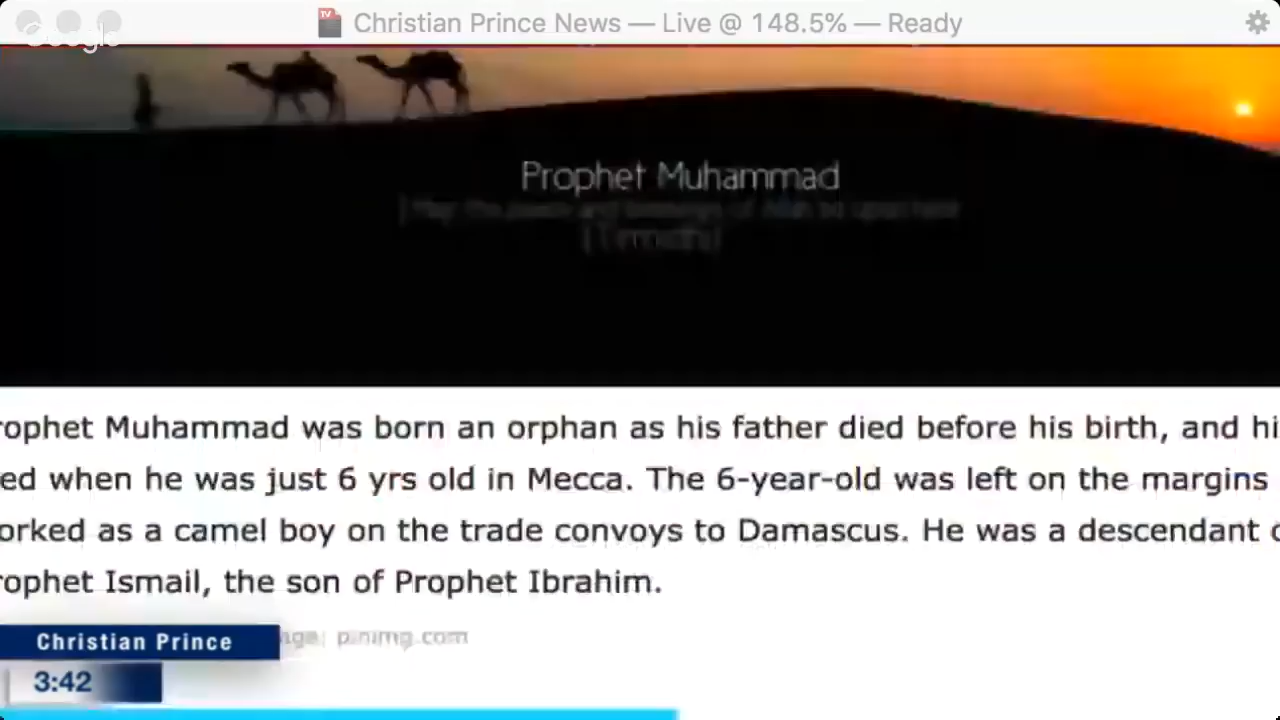 Google
Christian Prince News — Live @ 148.5% — Ready
Prophet Muhammad
(Tirmidhi)
rophet Muhammad was born an orphan as his father died before his birth, and hi
ed when he was just 6 yrs old in Mecca. The 6-year-old was left on the margins
orked as a camel boy on the trade convoys to Damascus. He was a descendant
rophet Ismail, the son of Prophet Ibrahim.
age: pinimg.com
Christian Prince
3:42